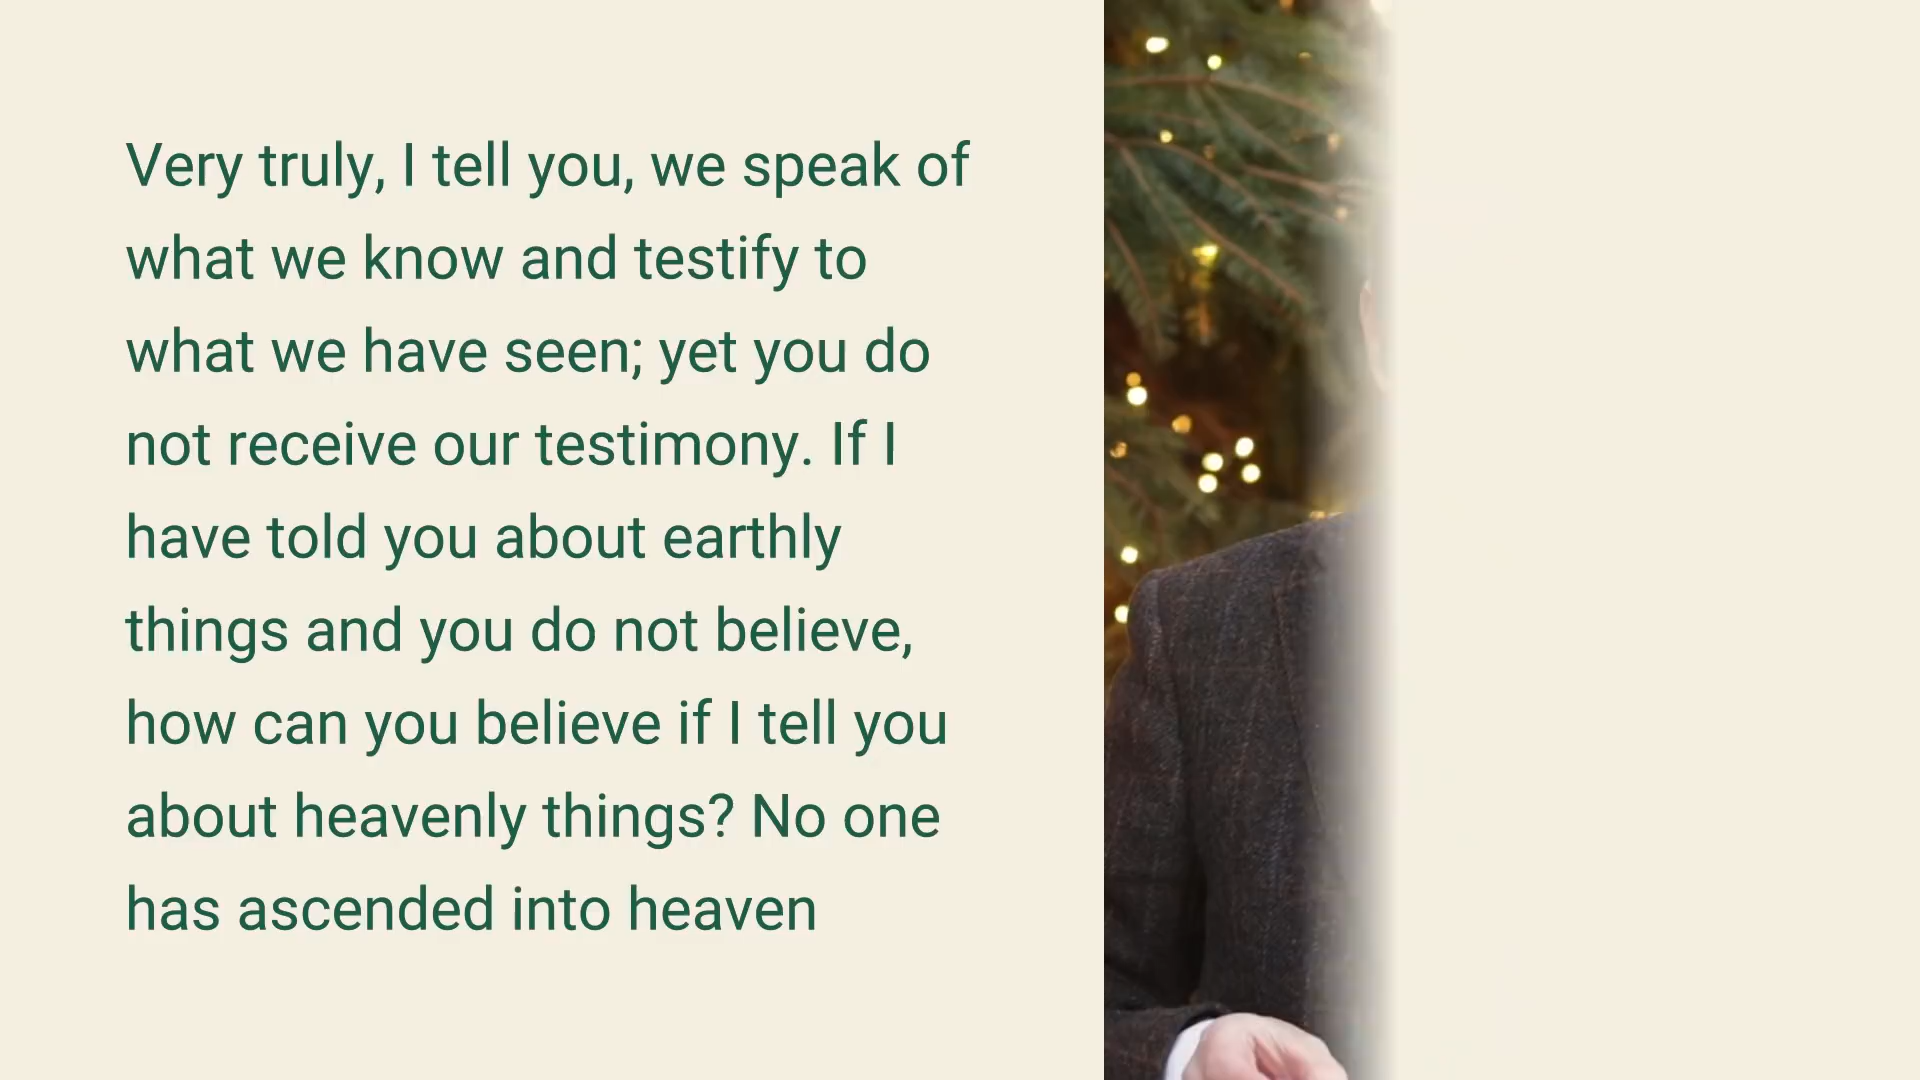 Very truly, I tell you, we speak of
what we know and testify to
what we have seen; yet you do
not receive our testimony. If I
have told you about earthly
things and you do not believe,
how can you believe if I tell you
about heavenly things? No one
has ascended into heaven